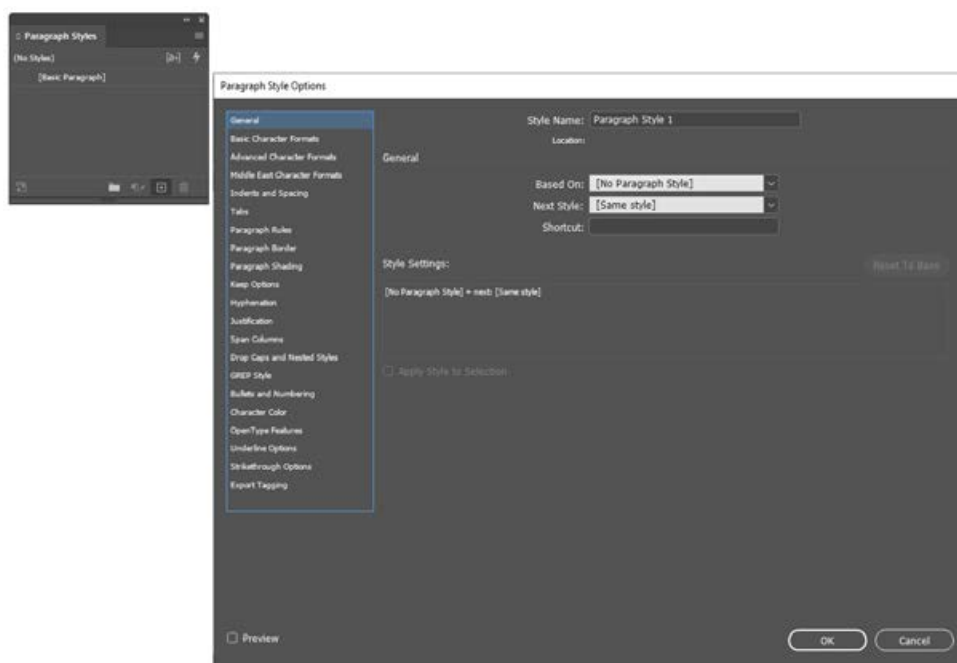 Paragraph Styles
(No Styles)
[a+]
[Basic Paragraph]
Paragraph Style Options
General
Basic Character Formats
Advanced Character Formats
Middle East Character Formats
Indents and Spacing
Tabs
Paragraph Rules
Paragraph Border
Paragraph Shading
Keep Options
Hyphenation
Justification
Span Columns
Drop Caps and Nested Styles
GREP Style
Bullets and Numbering
Character Color
OpenType Features
Underline Options
Strikethrough Options
Export Tagging
Style Name: Paragraph Style 1
Location:
General
Based On: [No Paragraph Style]
Next Style: [Same style]
Shortcut:
Style Settings: Reset To Base
[No Paragraph Style] + next: [Same style]
Apply Style to Selection
Preview
OK Cancel